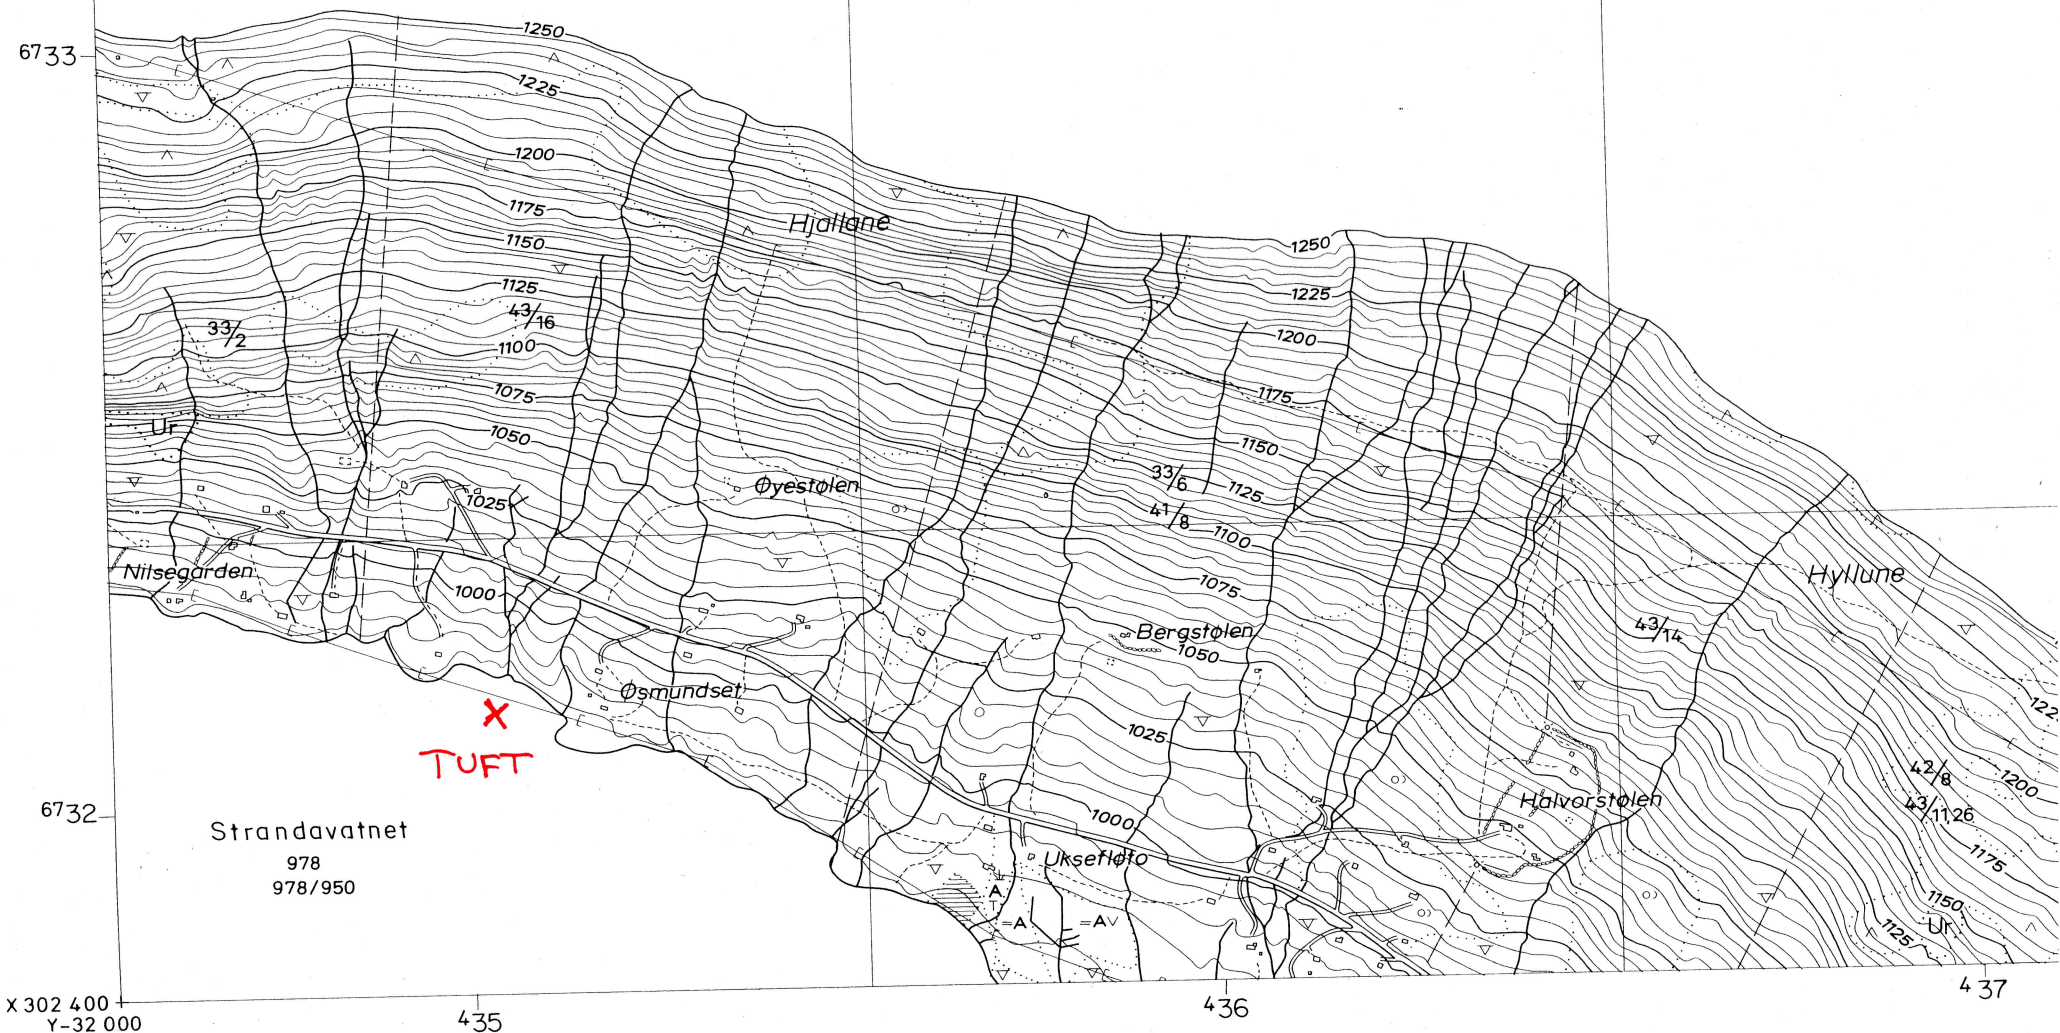 1250
6733
1225
1200
1175
Hjallane
1150
1250
1125
1225
43/16
33/2
1200
1100
1175
1075
Ur
1050
1150
33/6
Øyestølen
1125
1025
41/8
1100
Nilsegarden
Hyllune
1075
1000
Bergstølen
43/14
1050
Øsmundset
122
TUFT
1025
42/8
1200
Halvorstølen
43/11,26
6732
1000
Strandavatnet
Uksefløto
1175
978
978/950
A
1150
=A
=A
Ur
1125
X 302 400
Y-32 000
435
436
437